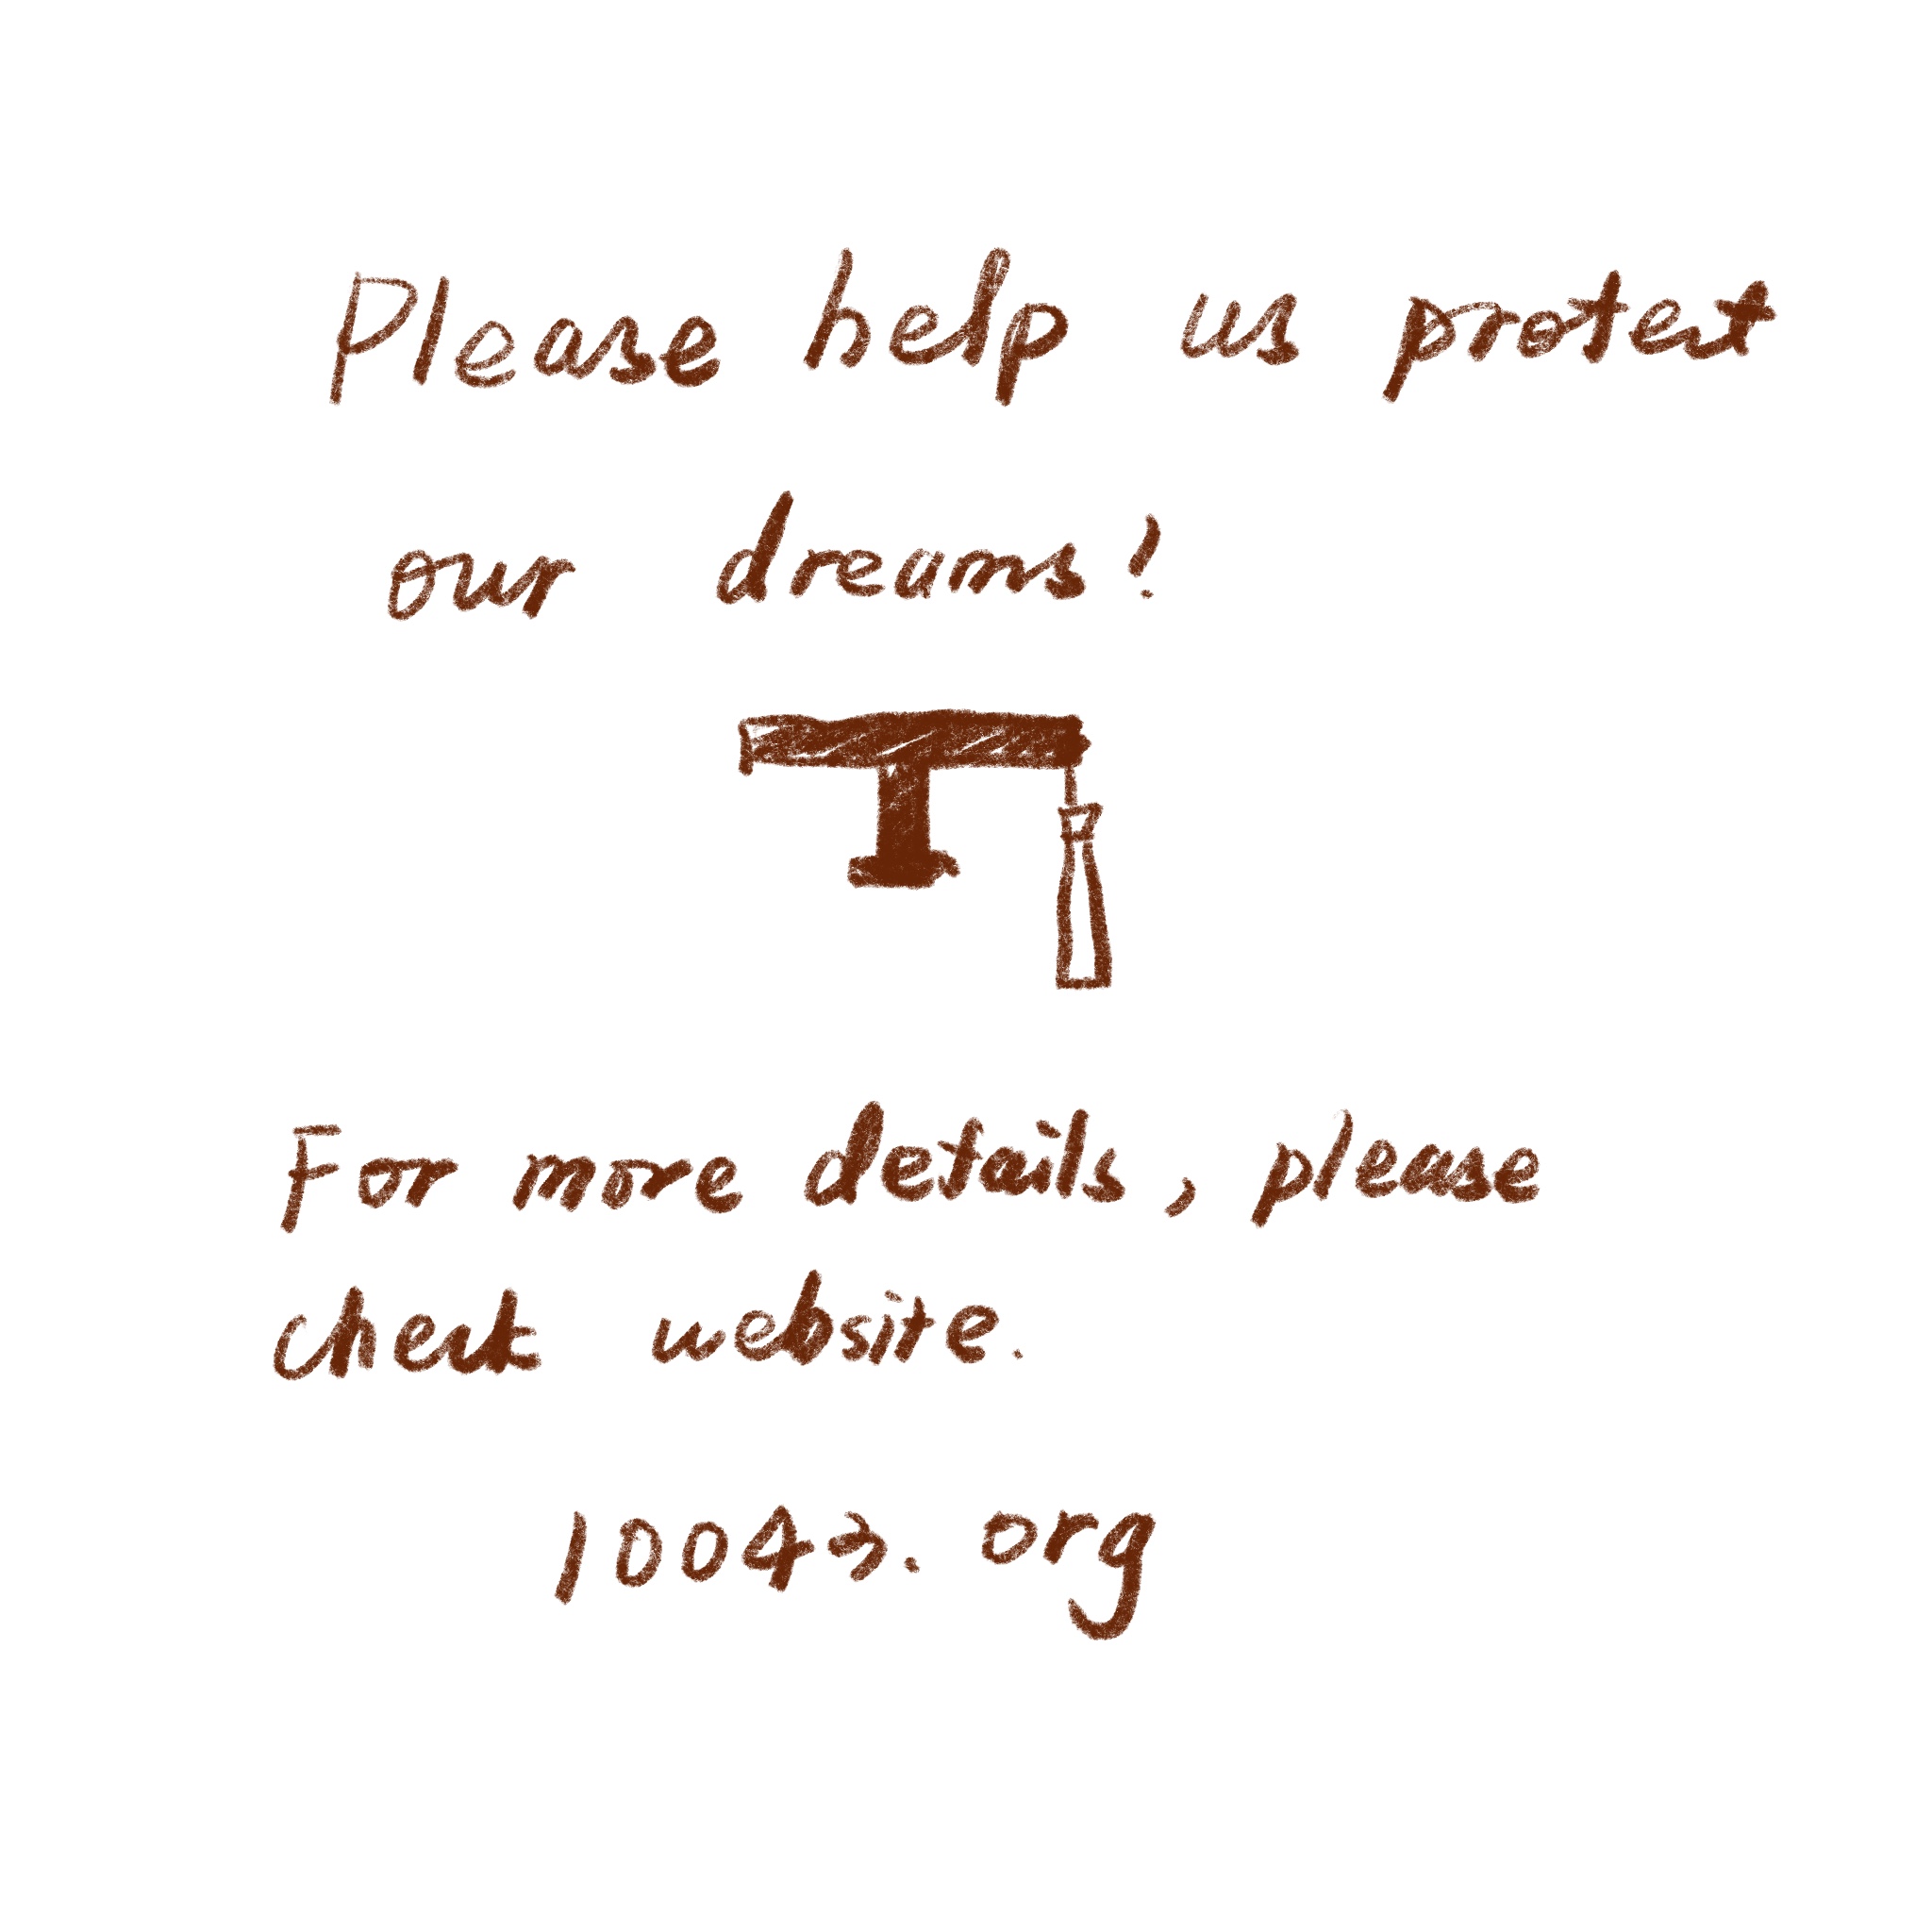 Please help us protect
our dreams!
For more details, please
check website.
10043.org